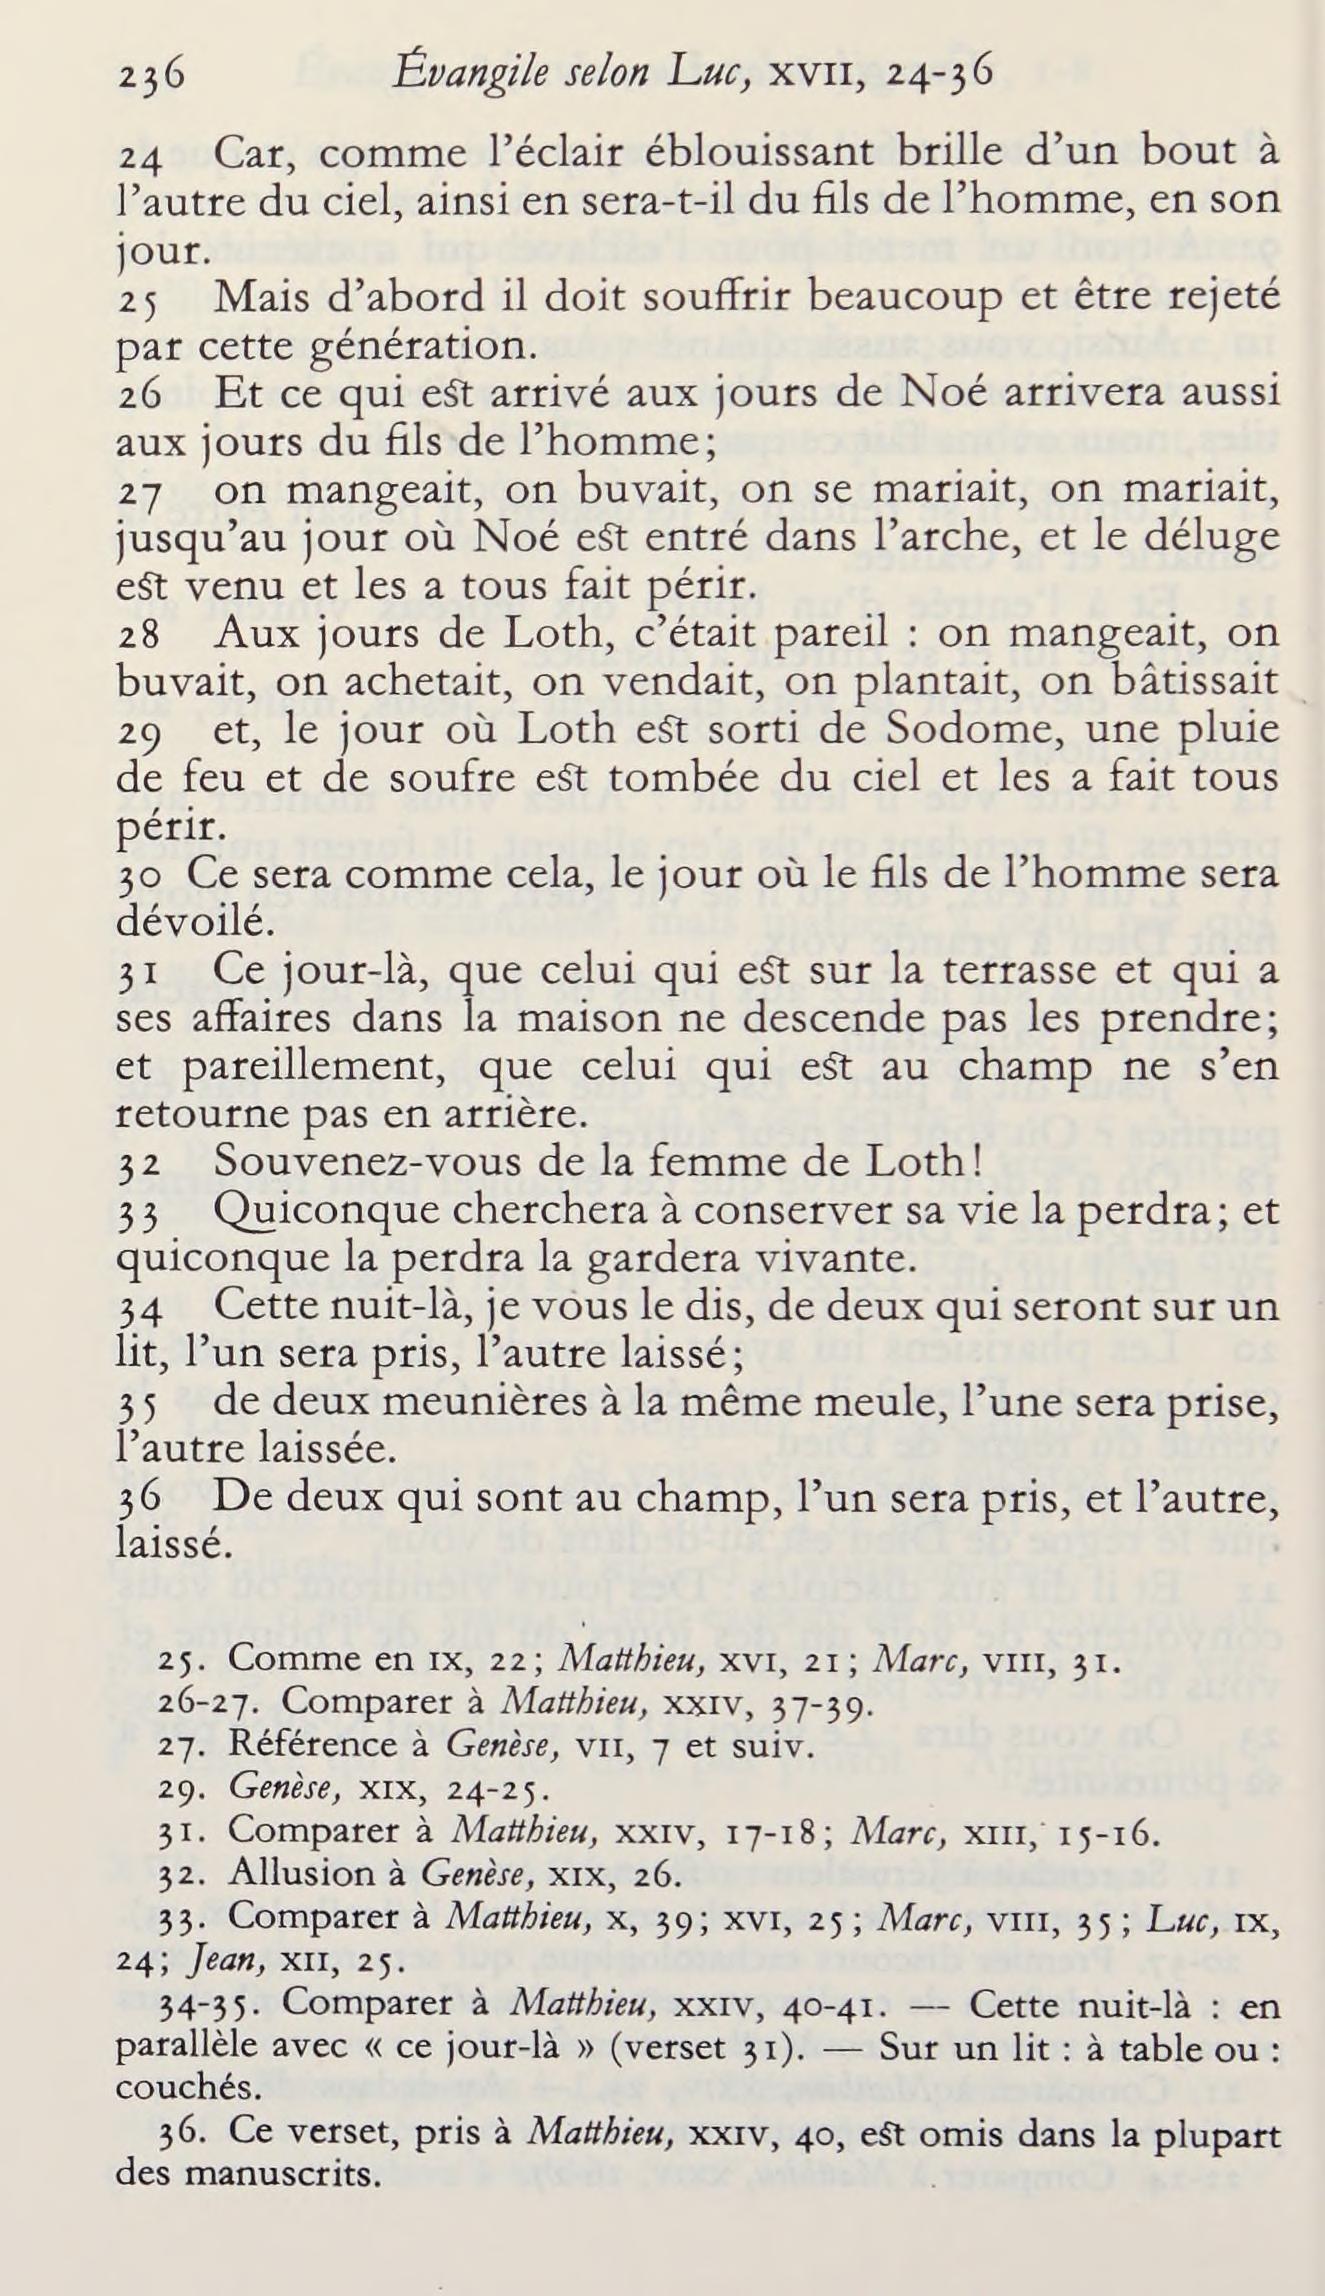 236 Évangile selon Luc, XVII, 24-36
24 Car, comme l’éclair éblouissant brille d’un bout à
l’autre du ciel, ainsi en sera-t-il du fils de l’homme, en son
jour.
25 Mais d’abord il doit souffrir beaucoup et être rejeté
par cette génération.
26 Et ce qui est arrivé aux jours de Noé arrivera aussi
aux jours du fils de l’homme;
27 on mangeait, on buvait, on se mariait, on mariait,
jusqu’au jour où Noé est entré dans l’arche, et le déluge
est venu et les a tous fait périr.
28 Aux jours de Loth, c’était pareil : on mangeait, on
buvait, on achetait, on vendait, on plantait, on bâtissait
29 et, le jour où Loth est sorti de Sodome, une pluie
de feu et de soufre est tombée du ciel et les a fait tous
périr.
30 Ce sera comme cela, le jour où le fils de l’homme sera
dévoilé.
31 Ce jour-là, que celui qui est sur la terrasse et qui a
ses affaires dans la maison ne descende pas les prendre;
et pareillement, que celui qui est au champ ne s’en
retourne pas en arrière.
32 Souvenez-vous de la femme de Loth!
33 Quiconque cherchera à conserver sa vie la perdra; et
quiconque la perdra la gardera vivante.
34 Cette nuit-là, je vous le dis, de deux qui seront sur un
lit, l’un sera pris, l’autre laissé;
35 de deux meunières à la même meule, l’une sera prise,
l’autre laissée.
36 De deux qui sont au champ, l’un sera pris, et l’autre,
laissé.
25. Comme en IX, 22; Matthieu, XVI, 21; Marc, VIII, 31.
26-27. Comparer à Matthieu, XXIV, 37-39.
27. Référence à Genèse, VII, 7 et suiv.
29. Genèse, XIX, 24-25.
31. Comparer à Matthieu, XXIV, 17-18; Marc, XIII, 15-16.
32. Allusion à Genèse, XIX, 26.
33. Comparer à Matthieu, X, 39; XVI, 25; Marc, VIII, 35; Luc, IX,
24; Jean, XII, 25.
34-35. Comparer à Matthieu, XXIV, 40-41. — Cette nuit-là : en
parallèle avec « ce jour-là » (verset 31). — Sur un lit : à table ou :
couchés.
36. Ce verset, pris à Matthieu, XXIV, 40, est omis dans la plupart
des manuscrits.